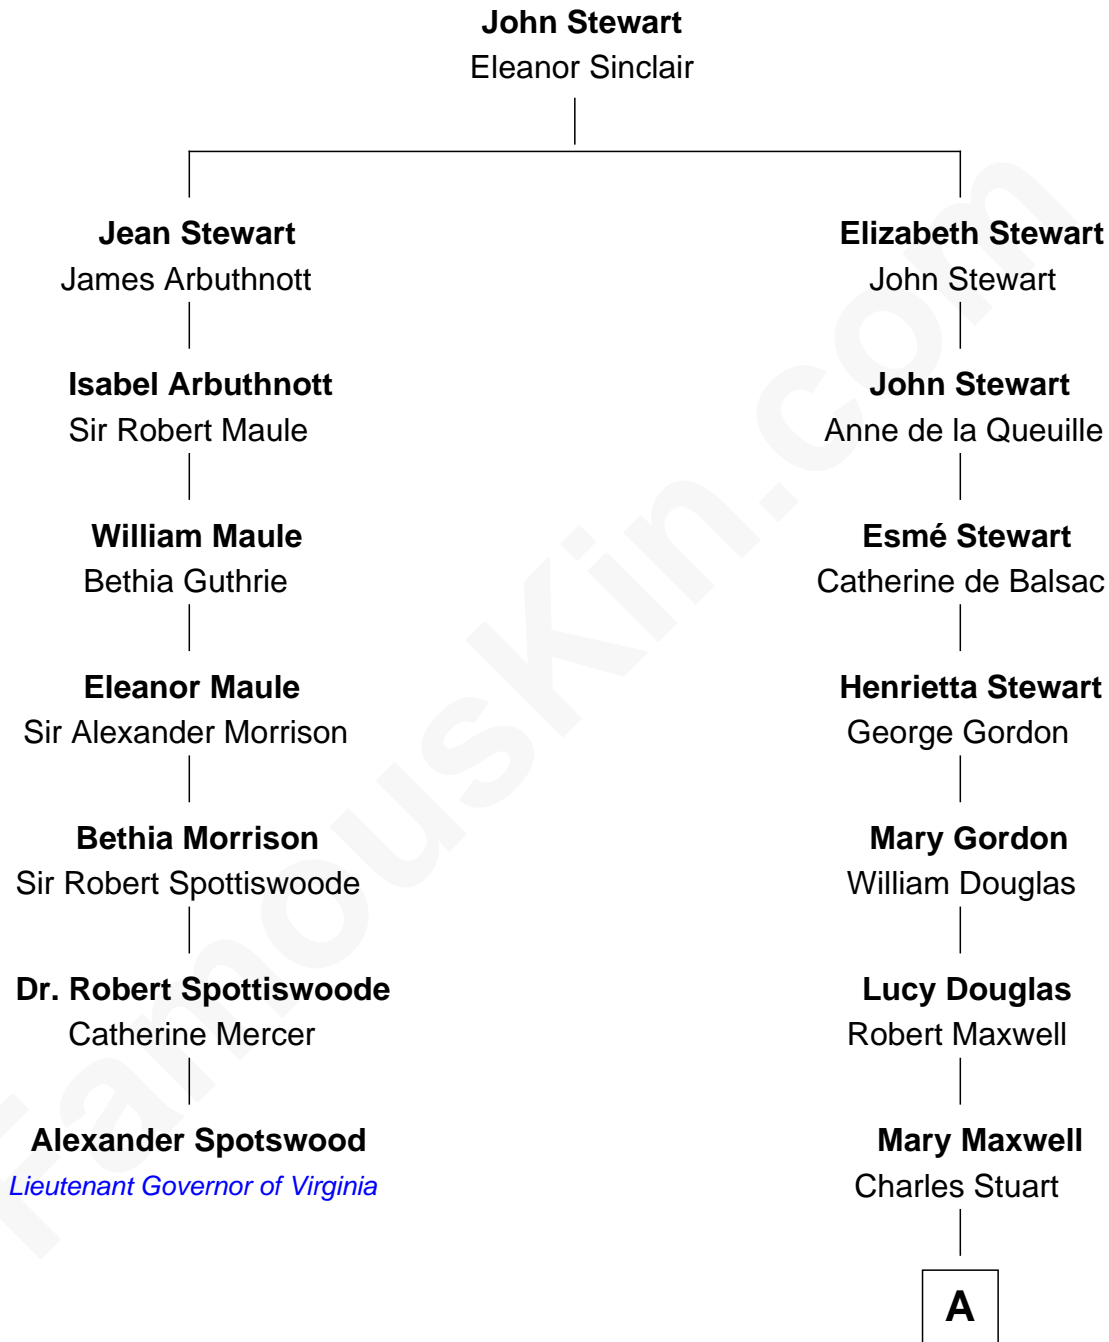 John Stewart
Eleanor Sinclair
Jean Stewart
James Arbuthnott
Isabel Arbuthnott
Sir Robert Maule
William Maule
Bethia Guthrie
Eleanor Maule
Sir Alexander Morrison
Bethia Morrison
Sir Robert Spottiswoode
Dr. Robert Spottiswoode
Catherine Mercer
Alexander Spotswood
Lieutenant Governor of Virginia
Elizabeth Stewart
John Stewart
John Stewart
Anne de la Queuille
Esmé Stewart
Catherine de Balsac
Henrietta Stewart
George Gordon
Mary Gordon
William Douglas
Lucy Douglas
Robert Maxwell
Mary Maxwell
Charles Stuart
A
FamousKin.com